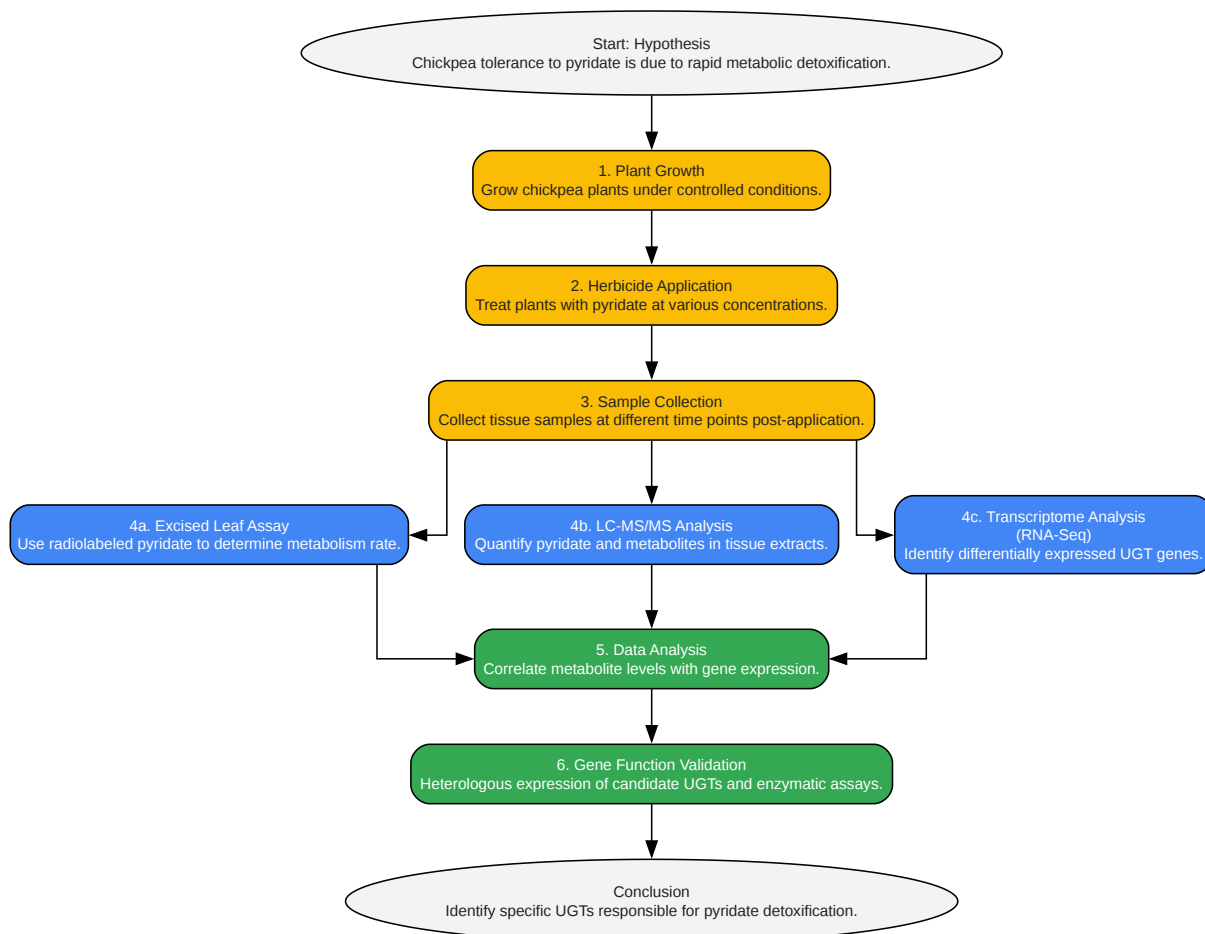 Start: Hypothesis
Chickpea tolerance to pyridate is due to rapid metabolic detoxification.
1. Plant Growth
Grow chickpea plants under controlled conditions.
2. Herbicide Application
Treat plants with pyridate at various concentrations.
3. Sample Collection
Collect tissue samples at different time points post-application.
4a. Excised Leaf Assay
Use radiolabeled pyridate to determine metabolism rate.
4b. LC-MS/MS Analysis
Quantify pyridate and metabolites in tissue extracts.
4c. Transcriptome Analysis
(RNA-Seq)
Identify differentially expressed UGT genes.
5. Data Analysis
Correlate metabolite levels with gene expression.
6. Gene Function Validation
Heterologous expression of candidate UGTs and enzymatic assays.
Conclusion
Identify specific UGTs responsible for pyridate detoxification.